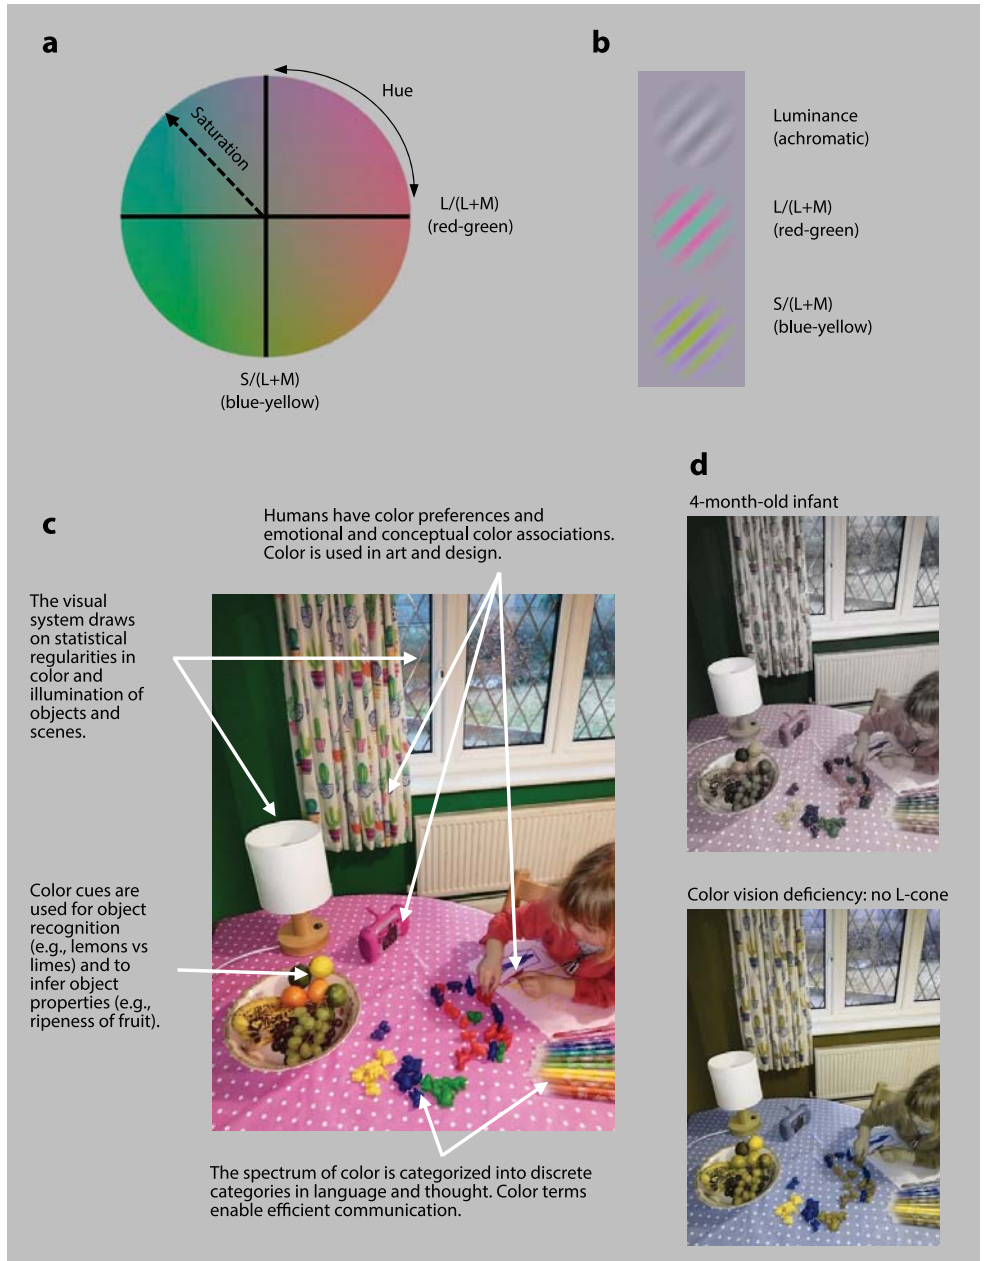 a
Hue
Saturation
L/(L+M)
(red-green)
S/(L+M)
(blue-yellow)
b
Luminance
(achromatic)
L/(L+M)
(red-green)
S/(L+M)
(blue-yellow)
c
Humans have color preferences and
emotional and conceptual color associations.
Color is used in art and design.
The visual
system draws
on statistical
regularities in
color and
illumination of
objects and
scenes.
Color cues are
used for object
recognition
(e.g., lemons vs
limes) and to
infer object
properties (e.g.,
ripeness of fruit).
The spectrum of color is categorized into discrete
categories in language and thought. Color terms
enable efficient communication.
d
4-month-old infant
Color vision deficiency: no L-cone